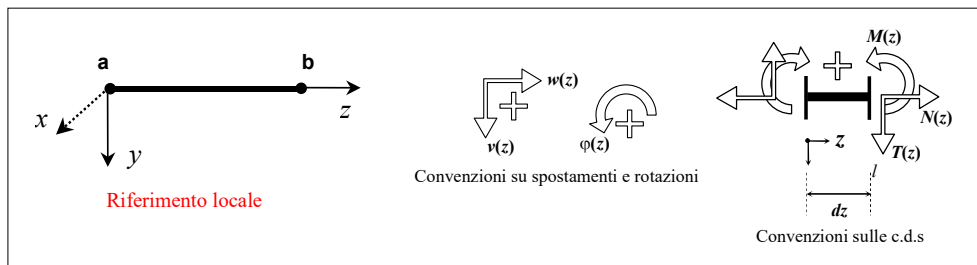 a
b
x
y
z
Riferimento locale
w(z)
v(z)
φ(z)
Convenzioni su spostamenti e rotazioni
M(z)
N(z)
T(z)
z
l
dz
Convenzioni sulle c.d.s